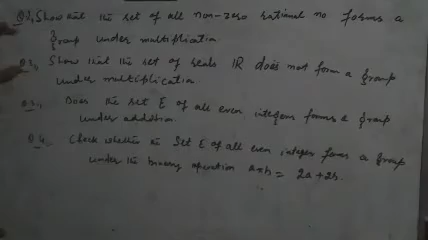 Q1, Show that the set of all non-zero rational no forms a
group under multiplication.
Q2, Show that the set of reals IR does not form a group
under multiplication
Q3, Does the set E of all even integers forms a group
under addition.
Q4. Check whether the Set E of all even integer forms a group
under the binary operation a*b = 2a+2b.